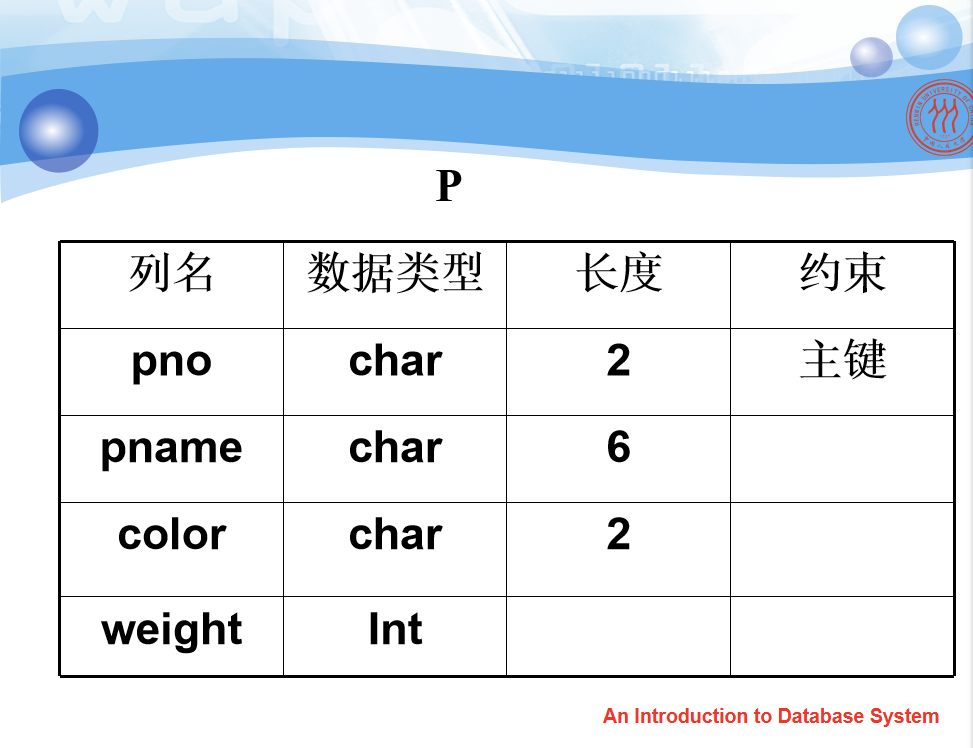 P
列名 数据类型 长度 约束
pno char 2 主键
pname char 6
color char 2
weight Int
An Introduction to Database System